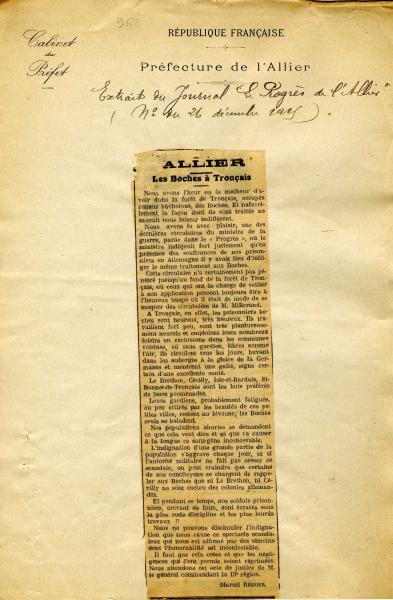 9R2
Cabinet
du
Préfet
RÉPUBLIQUE FRANÇAISE
Préfecture de l'Allier
Extrait du Journal "Le Progrès de l'Allier"
(N° du 26 décembre 1915).
ALLIER
Les Boches à Tronçais
Nous avons l'heur ou le malheur d'a-
voir dans la forêt de Tronçais, occupés
comme bûcherons, des Boches. Et naturel-
lement la façon dont ils sont traités ne
saurait nous laisser indifférent.
Nous avons lu avec plaisir, une des
dernières circulaires du ministre de la
guerre, parue dans le « Progrès », où le
ministre indiquait fort justement qu'en
présence des souffrances de nos prison-
niers en Allemagne il y avait lieu d'infli-
ger le même traitement aux Boches.
Cette circulaire n'a certainement pas pé-
nétré jusqu'au fond de la forêt de Tron-
çais, où ceux qui ont la charge de veiller
à son application pensent toujours être à
l'heureux temps où il était de mode de se
moquer des circulaires de M. Millerand.
A Tronçais, en effet, les prisonniers bo-
ches sont heureux, très heureux. Ils tra-
vaillent fort peu, sont très plantureuse-
ment nourris et emploient leurs nombreux
loisirs en excursions dans les communes
voisines, où sans gardien, libres comme
l'air, ils circulent tous les jours, buvant
dans les auberges à la gloire de la Ger-
manie et montrent une gaîté, signe cer-
tain d'une excellente santé.
Le Brethon, Cérilly, Isle-et-Bardais, St-
Bonnet-de-Tronçais sont les buts préférés
de leurs promenades.
Leurs gardiens, probablement fatigués,
ou peu attirés par les beautés de ces pe-
tites villes, restent au bivouac, les Bochs
seuls se baladent.
Nos populations ahuries se demandent
ce que cela veut dire et ce que va causer
à la longue ce sans-gêne inconcevable.
L'indignation d'une grande partie de la
population s'aggrave chaque jour, et si
l'autorité militaire ne fait pas cesser ce
scandale, on peut craindre que certains
de nos concitoyens se chargent de rappe-
ler aux Boches que ni Le Brethon, ni Cé-
rilly ne sont encore des colonies alleman-
des.
Et pendant ce temps, nos soldats prison-
niers, crevant de faim, sont écrasés sous
la plus rude discipline et les plus lourds
travaux !!
Nous ne pouvons dissimuler l'indigna-
tion que nous cause ce spectacle scanda-
leux qui nous est affirmé par des témoins
dont l'honorabilité est incontestable.
Il faut que cela cesse et que les négligen-
ces qui l'ont permis, soient réprimées.
Nous attendons cet acte de justice de M.
le général commandant la 13e région.
Marcel RÉGNIER.